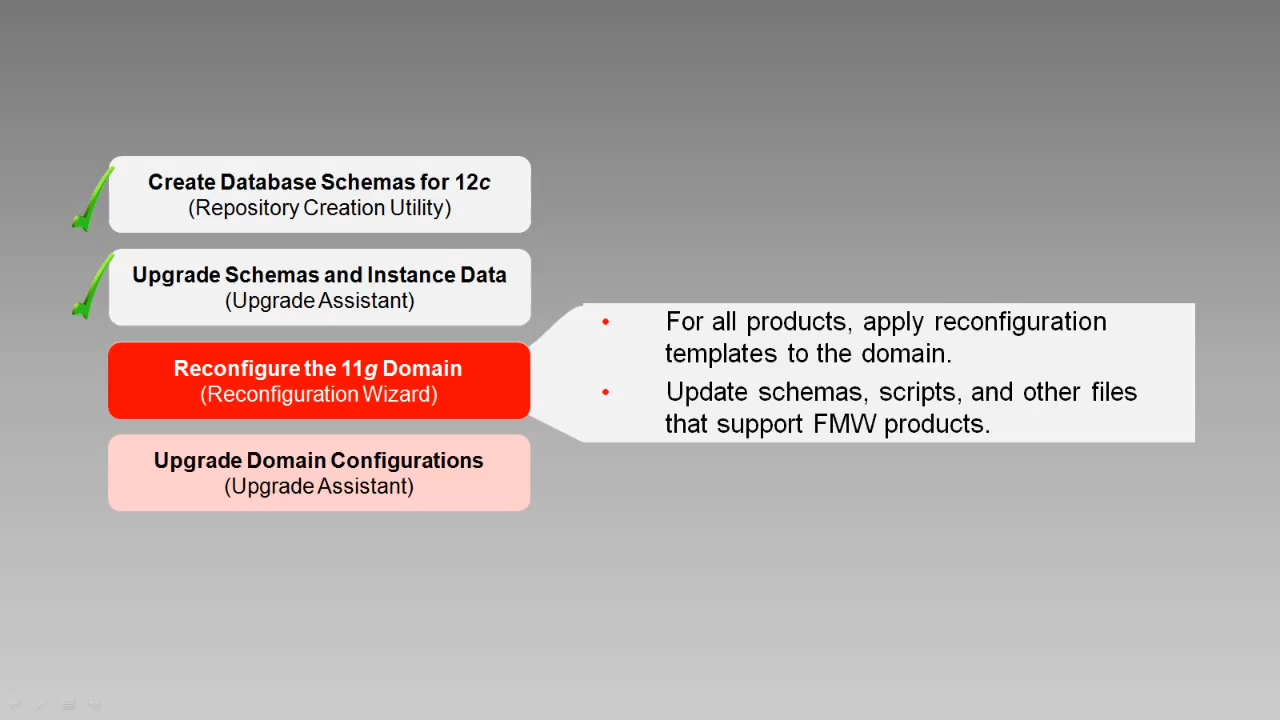 Create Database Schemas for 12c
(Repository Creation Utility)
Upgrade Schemas and Instance Data
(Upgrade Assistant)
Reconfigure the 11g Domain
(Reconfiguration Wizard)
Upgrade Domain Configurations
(Upgrade Assistant)
• For all products, apply reconfiguration
templates to the domain.
• Update schemas, scripts, and other files
that support FMW products.